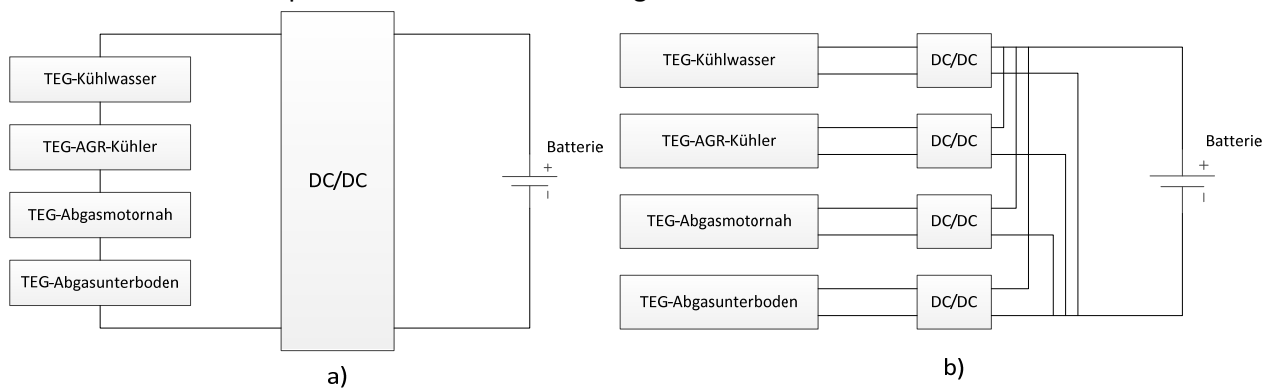 TEG-Kühlwasser
TEG-AGR-Kühler
TEG-Abgasmotornah
TEG-Abgasunterboden
DC/DC
Batterie
+
–
a)
TEG-Kühlwasser
DC/DC
TEG-AGR-Kühler
DC/DC
TEG-Abgasmotornah
DC/DC
TEG-Abgasunterboden
DC/DC
Batterie
+
–
b)